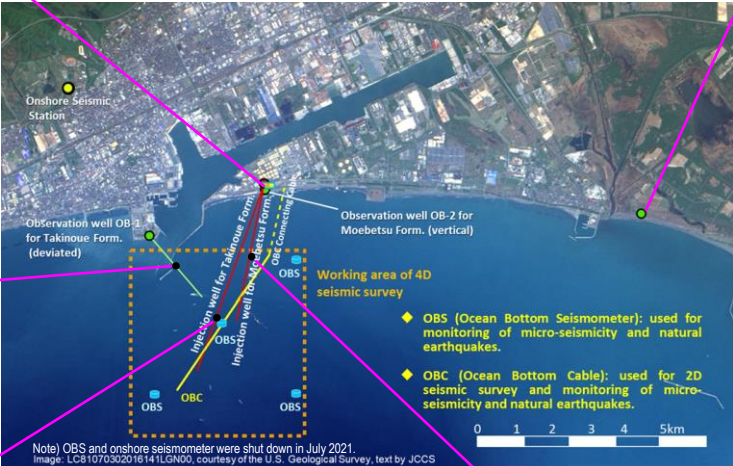 Onshore Seismic
Station
Observation well OB-1
for Takinoue Form.
(deviated)
Injection well for Takinoue Form.
Injection well for Moebetsu Form.
OBC Connecting Cable
Observation well OB-2 for
Moebetsu Form. (vertical)
OBS
Working area of 4D
seismic survey
OBS
OBC
OBS
OBS
◆ OBS (Ocean Bottom Seismometer): used for
monitoring of micro-seismicity and natural
earthquakes.
◆ OBC (Ocean Bottom Cable): used for 2D
seismic survey and monitoring of micro-
seismicity and natural earthquakes.
0 1 2 3 4 5km
Note) OBS and onshore seismometer were shut down in July 2021.
Image: LC81070302016141LGN00, courtesy of the U.S. Geological Survey, text by JCCS